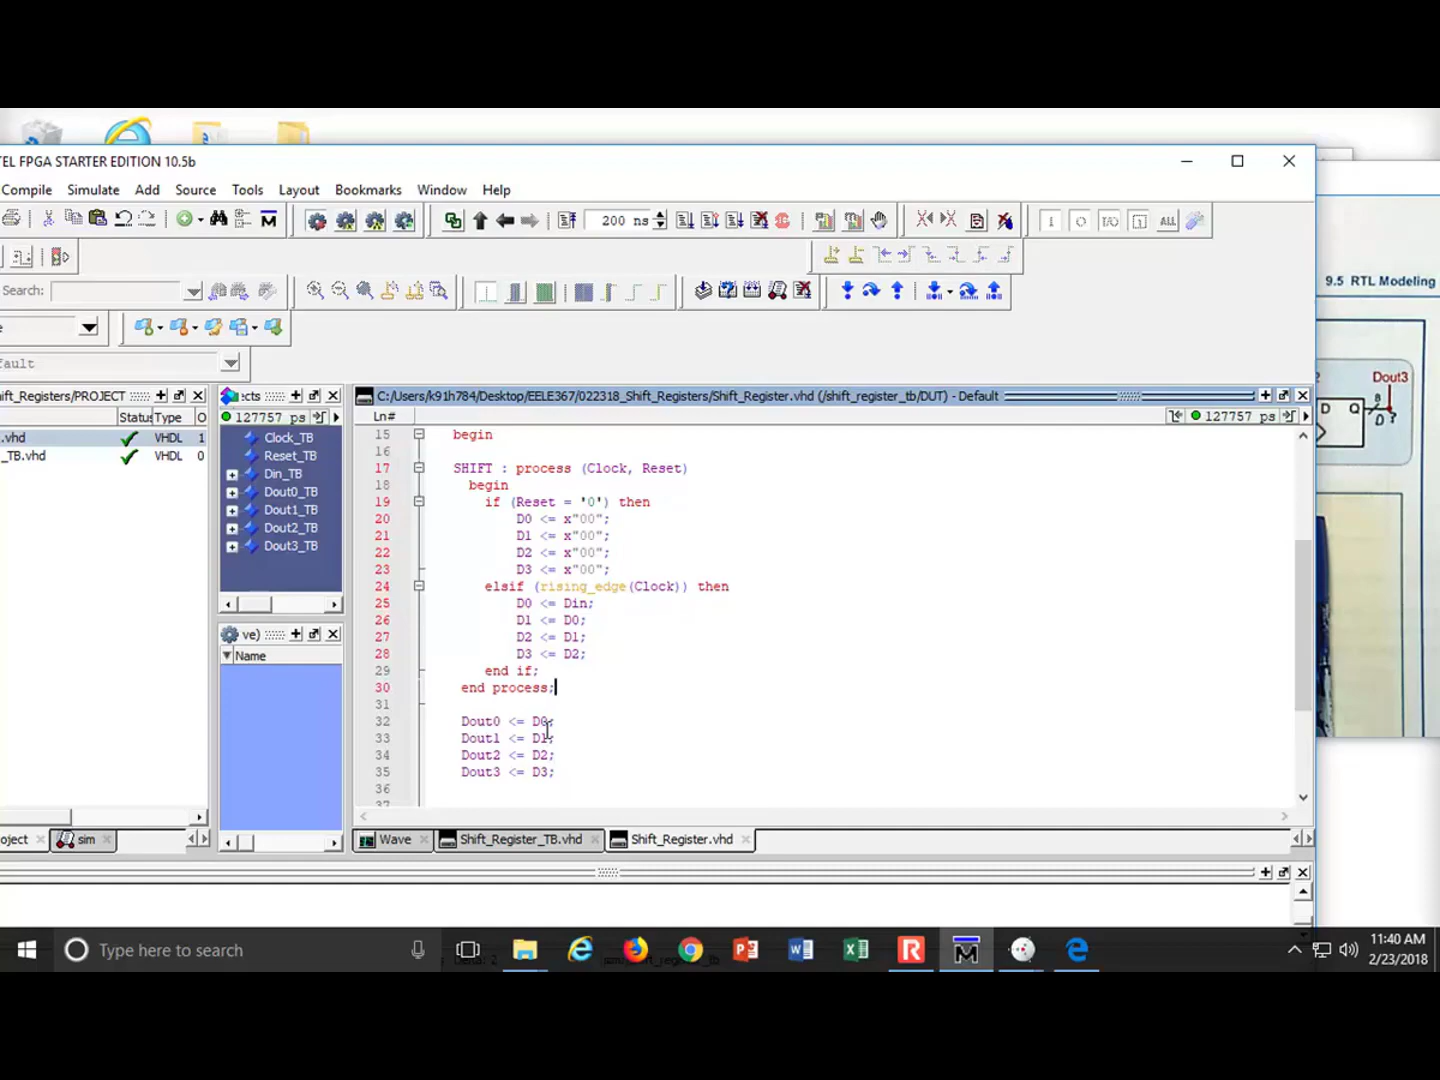 TEL FPGA STARTER EDITION 10.5b
Compile Simulate Add Source Tools Layout Bookmarks Window Help
200 ns
ALL
Search:
9.5 RTL Modeling
e
fault
Dout3
D Q
8
D ?
ift_Registers/PROJECT
Status Type O
.vhd VHDL 1
_TB.vhd VHDL 0
:cts
127757 ps
Clock_TB
Reset_TB
Din_TB
Dout0_TB
Dout1_TB
Dout2_TB
Dout3_TB
ve)
Name
C:/Users/k91h784/Desktop/EELE367/022318_Shift_Registers/Shift_Register.vhd (/shift_register_tb/DUT) - Default
Ln#
127757 ps
15 begin
16
17 SHIFT : process (Clock, Reset)
18 begin
19 if (Reset = '0') then
20 D0 <= x"00";
21 D1 <= x"00";
22 D2 <= x"00";
23 D3 <= x"00";
24 elsif (rising_edge(Clock)) then
25 D0 <= Din;
26 D1 <= D0;
27 D2 <= D1;
28 D3 <= D2;
29 end if;
30 end process;
31
32 Dout0 <= D0;
33 Dout1 <= D1;
34 Dout2 <= D2;
35 Dout3 <= D3;
36
37
oject sim
Wave Shift_Register_TB.vhd Shift_Register.vhd
Type here to search
11:40 AM
2/23/2018